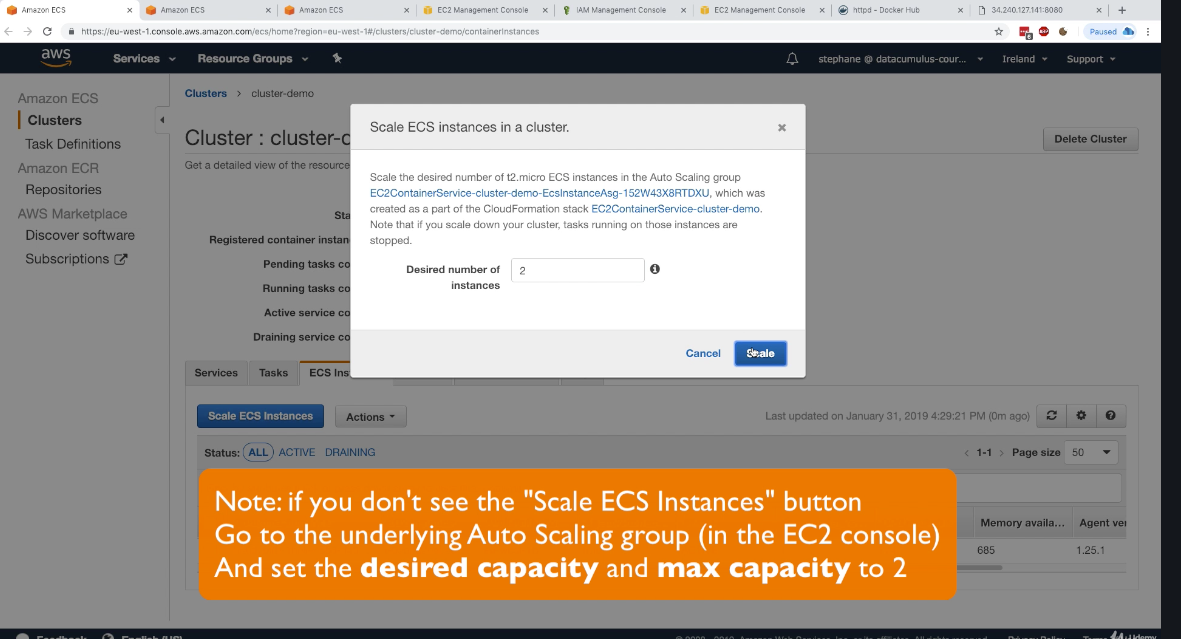 Amazon ECS
Amazon ECS
Amazon ECS
EC2 Management Console
IAM Management Console
EC2 Management Console
httpd - Docker Hub
34.240.127.141:8080
https://eu-west-1.console.aws.amazon.com/ecs/home?region=eu-west-1#/clusters/cluster-demo/containerInstances
Paused
aws
Services
Resource Groups
stephane @ datacumulus-cour...
Ireland
Support
Amazon ECS
Clusters
Task Definitions
Amazon ECR
Repositories
AWS Marketplace
Discover software
Subscriptions
Clusters > cluster-demo
Cluster : cluster-d
Delete Cluster
Get a detailed view of the resource
Sta
Registered container instan
Pending tasks co
Running tasks co
Active service co
Draining service co
Scale ECS instances in a cluster.
Scale the desired number of t2.micro ECS instances in the Auto Scaling group
EC2ContainerService-cluster-demo-EcsInstanceAsg-152W43X8RTDXU, which was
created as a part of the CloudFormation stack EC2ContainerService-cluster-demo.
Note that if you scale down your cluster, tasks running on those instances are
stopped.
Desired number of
instances
2
Cancel
Scale
Services
Tasks
ECS Ins
Scale ECS Instances
Actions
Last updated on January 31, 2019 4:29:21 PM (0m ago)
Status: ALL ACTIVE DRAINING
< 1-1 > Page size 50
Memory availa...
Agent ver
685
1.25.1
Note: if you don't see the "Scale ECS Instances" button
Go to the underlying Auto Scaling group (in the EC2 console)
And set the desired capacity and max capacity to 2
Feedback
English (US)
Privacy Policy
Terms
Udemy